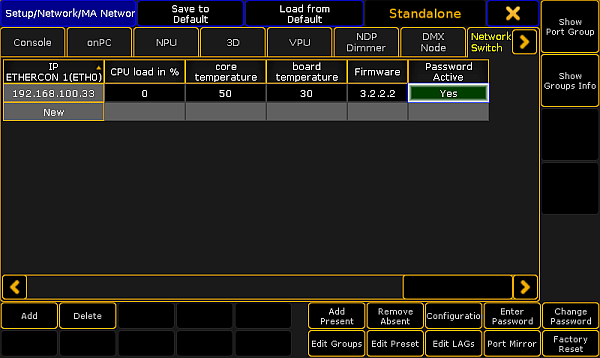 Setup/Network/MA Networ
Save to
Default
Load from
Default
Standalone
Show
Port Group
Console
onPC
NPU
3D
VPU
NDP
Dimmer
DMX
Node
Network
Switch
IP
ETHERCON 1(ETH0)
CPU load in %
core
temperature
board
temperature
Firmware
Password
Active
192.168.100.33
0
50
30
3.2.2.2
Yes
New
Show
Groups Info
Add
Delete
Add
Present
Remove
Absent
Configuratio
Enter
Password
Change
Password
Edit Groups
Edit Preset
Edit LAGs
Port Mirror
Factory
Reset